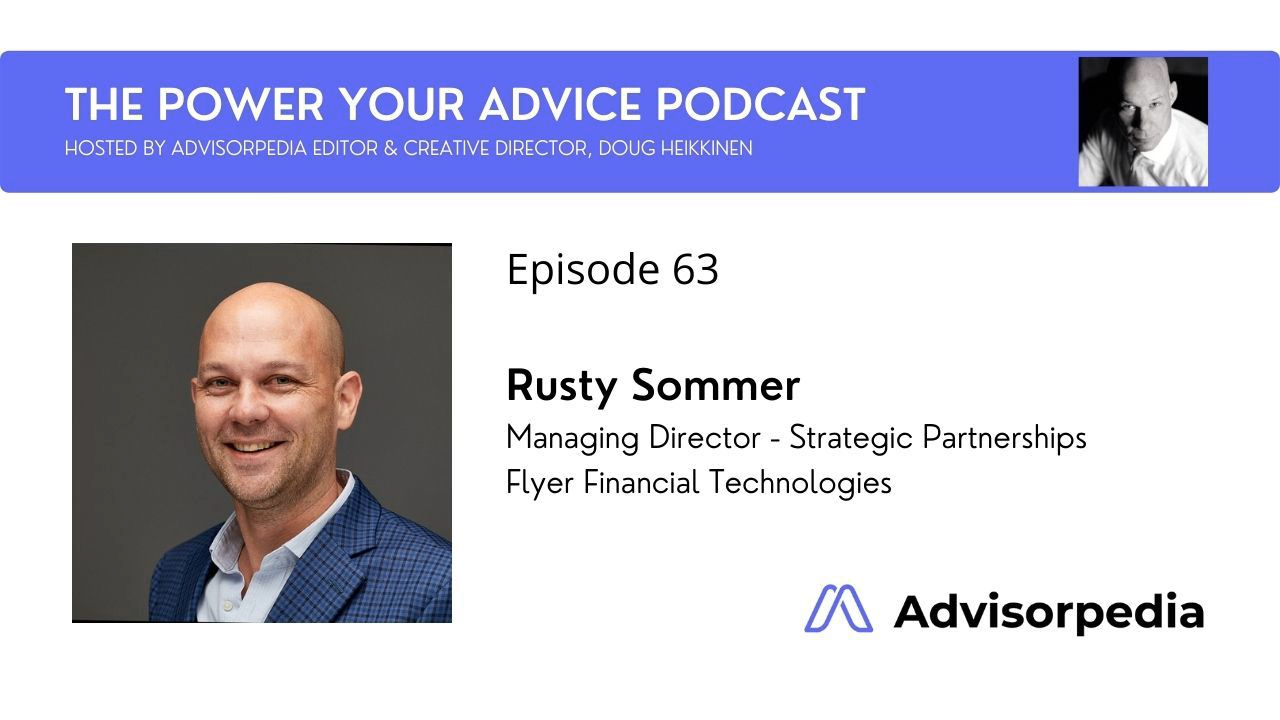 THE POWER YOUR ADVICE PODCAST
HOSTED BY ADVISORPEDIA EDITOR & CREATIVE DIRECTOR, DOUG HEIKKINEN
Episode 63
Rusty Sommer
Managing Director - Strategic Partnerships
Flyer Financial Technologies
Advisorpedia